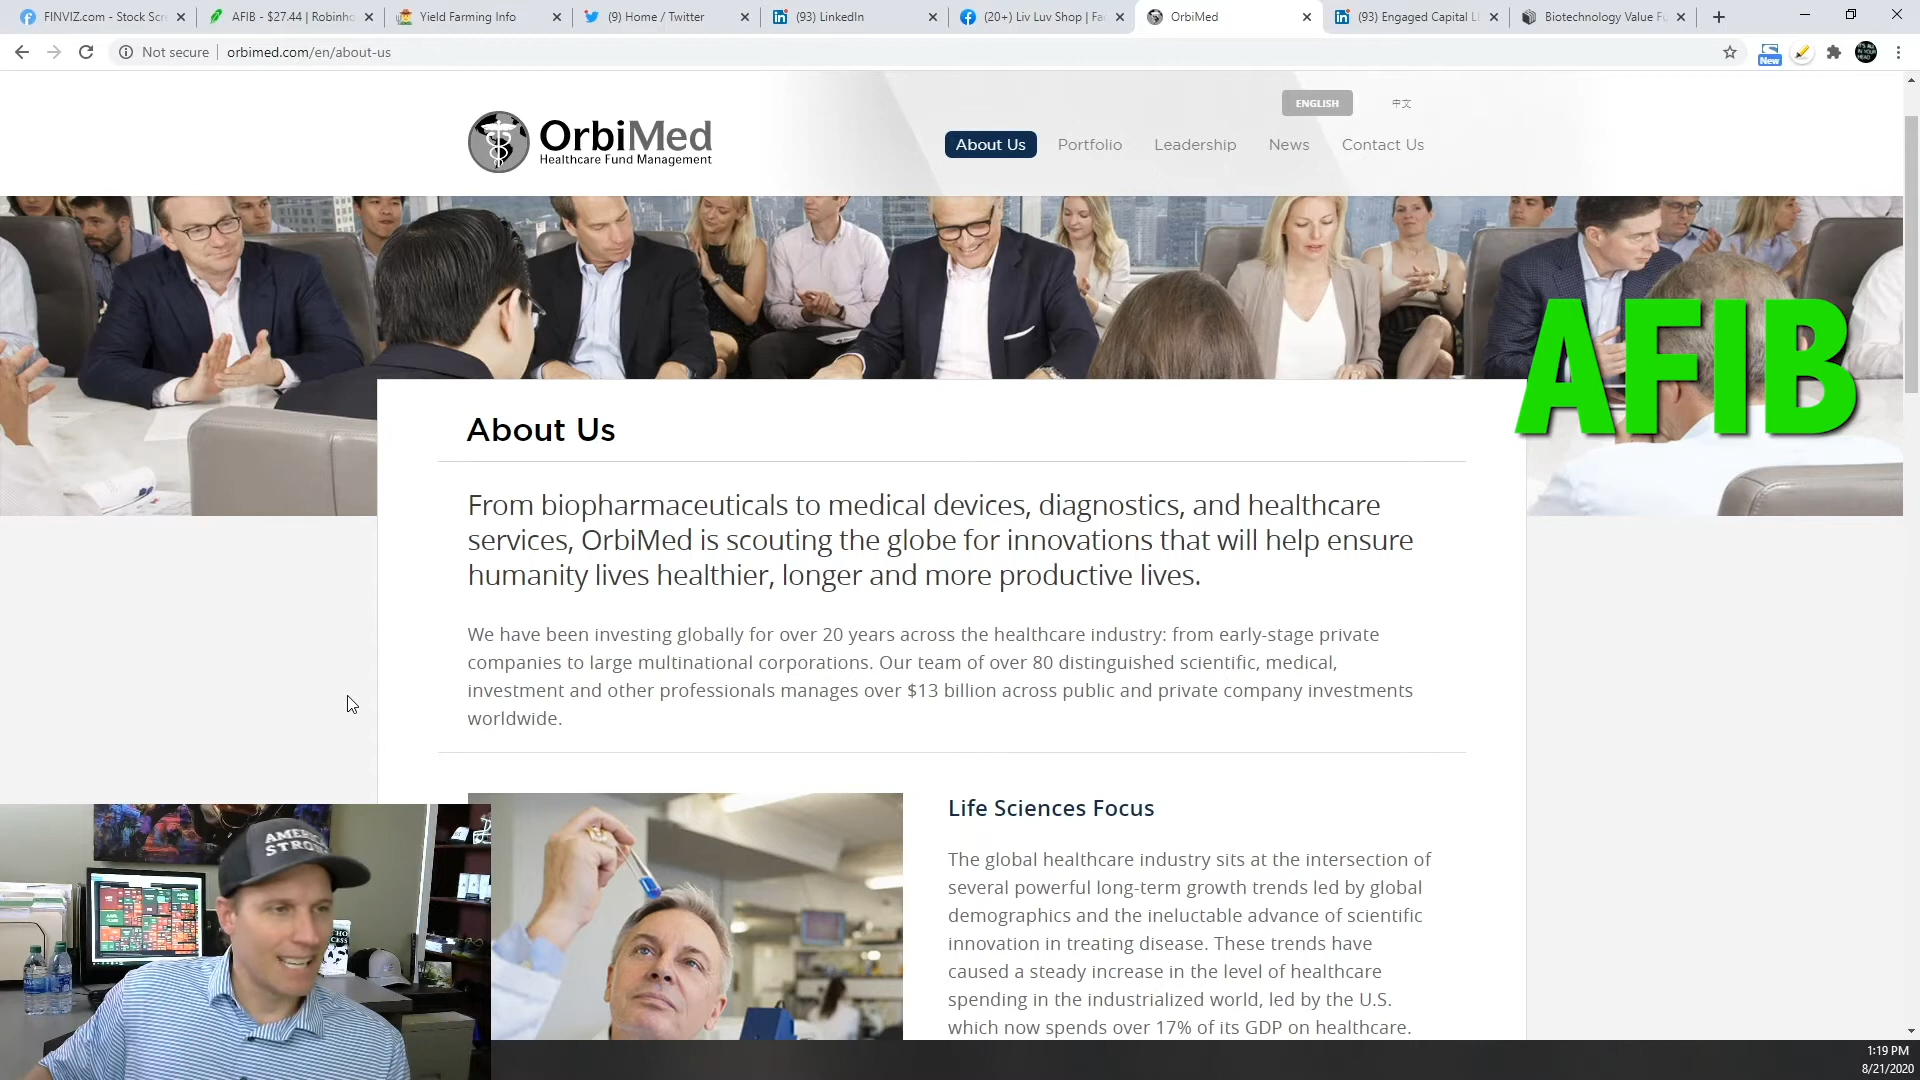 FINVIZ.com - Stock Scre
AFIB - $27.44 | Robinho
Yield Farming Info
(9) Home / Twitter
(93) LinkedIn
(20+) Liv Luv Shop | Fa
OrbiMed
(93) Engaged Capital L
Biotechnology Value Fu
Not secure
orbimed.com/en/about-us
New
ENGLISH
中文
OrbiMed
Healthcare Fund Management
About Us
Portfolio
Leadership
News
Contact Us
AFIB
About Us
From biopharmaceuticals to medical devices, diagnostics, and healthcare
services, OrbiMed is scouting the globe for innovations that will help ensure
humanity lives healthier, longer and more productive lives.
We have been investing globally for over 20 years across the healthcare industry: from early-stage private
companies to large multinational corporations. Our team of over 80 distinguished scientific, medical,
investment and other professionals manages over $13 billion across public and private company investments
worldwide.
Life Sciences Focus
The global healthcare industry sits at the intersection of
several powerful long-term growth trends led by global
demographics and the ineluctable advance of scientific
innovation in treating disease. These trends have
caused a steady increase in the level of healthcare
spending in the industrialized world, led by the U.S.
which now spends over 17% of its GDP on healthcare.
1:19 PM
8/21/2020